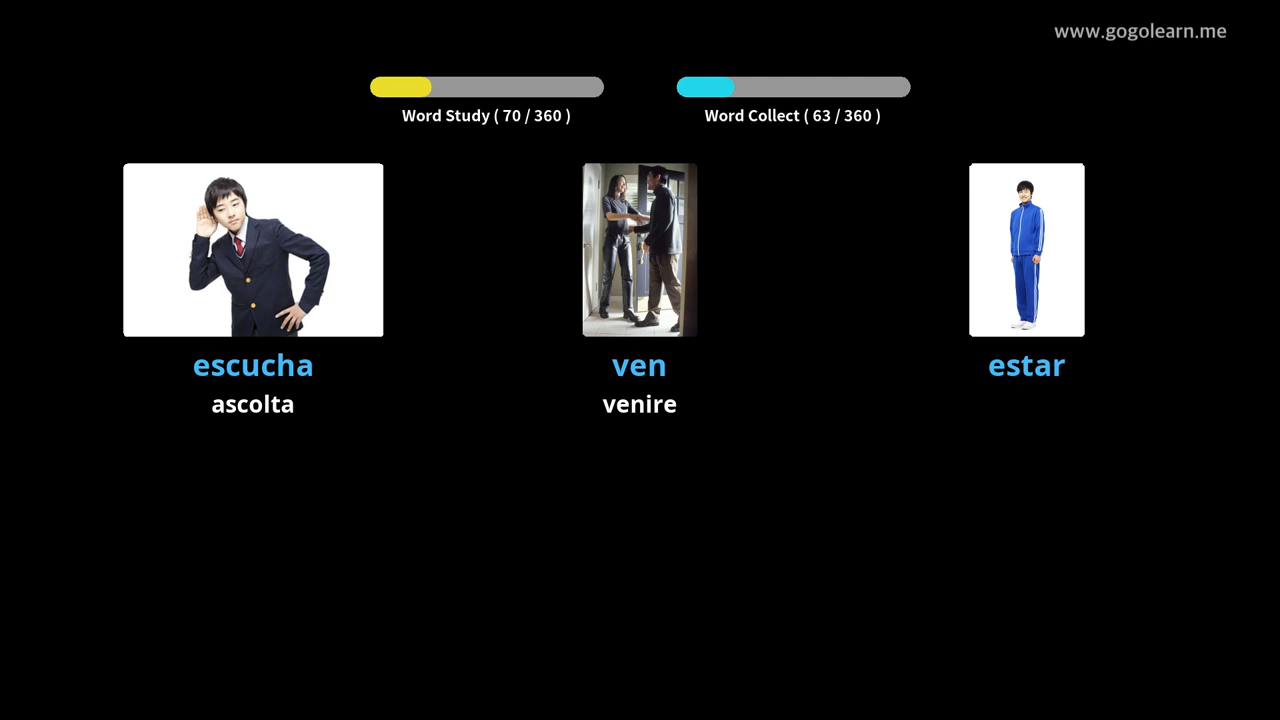 www.gogolearn.me
Word Study ( 70 / 360 )
Word Collect ( 63 / 360 )
escucha
ascolta
ven
venire
estar